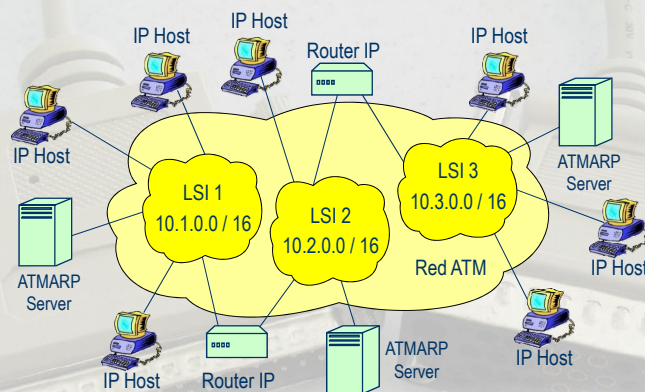 IP Host
IP Host
IP Host
Router IP
IP Host
IP Host
ATMARP
Server
LSI 1
10.1.0.0 / 16
LSI 2
10.2.0.0 / 16
LSI 3
10.3.0.0 / 16
Red ATM
ATMARP
Server
IP Host
IP Host
Router IP
ATMARP
Server
IP Host